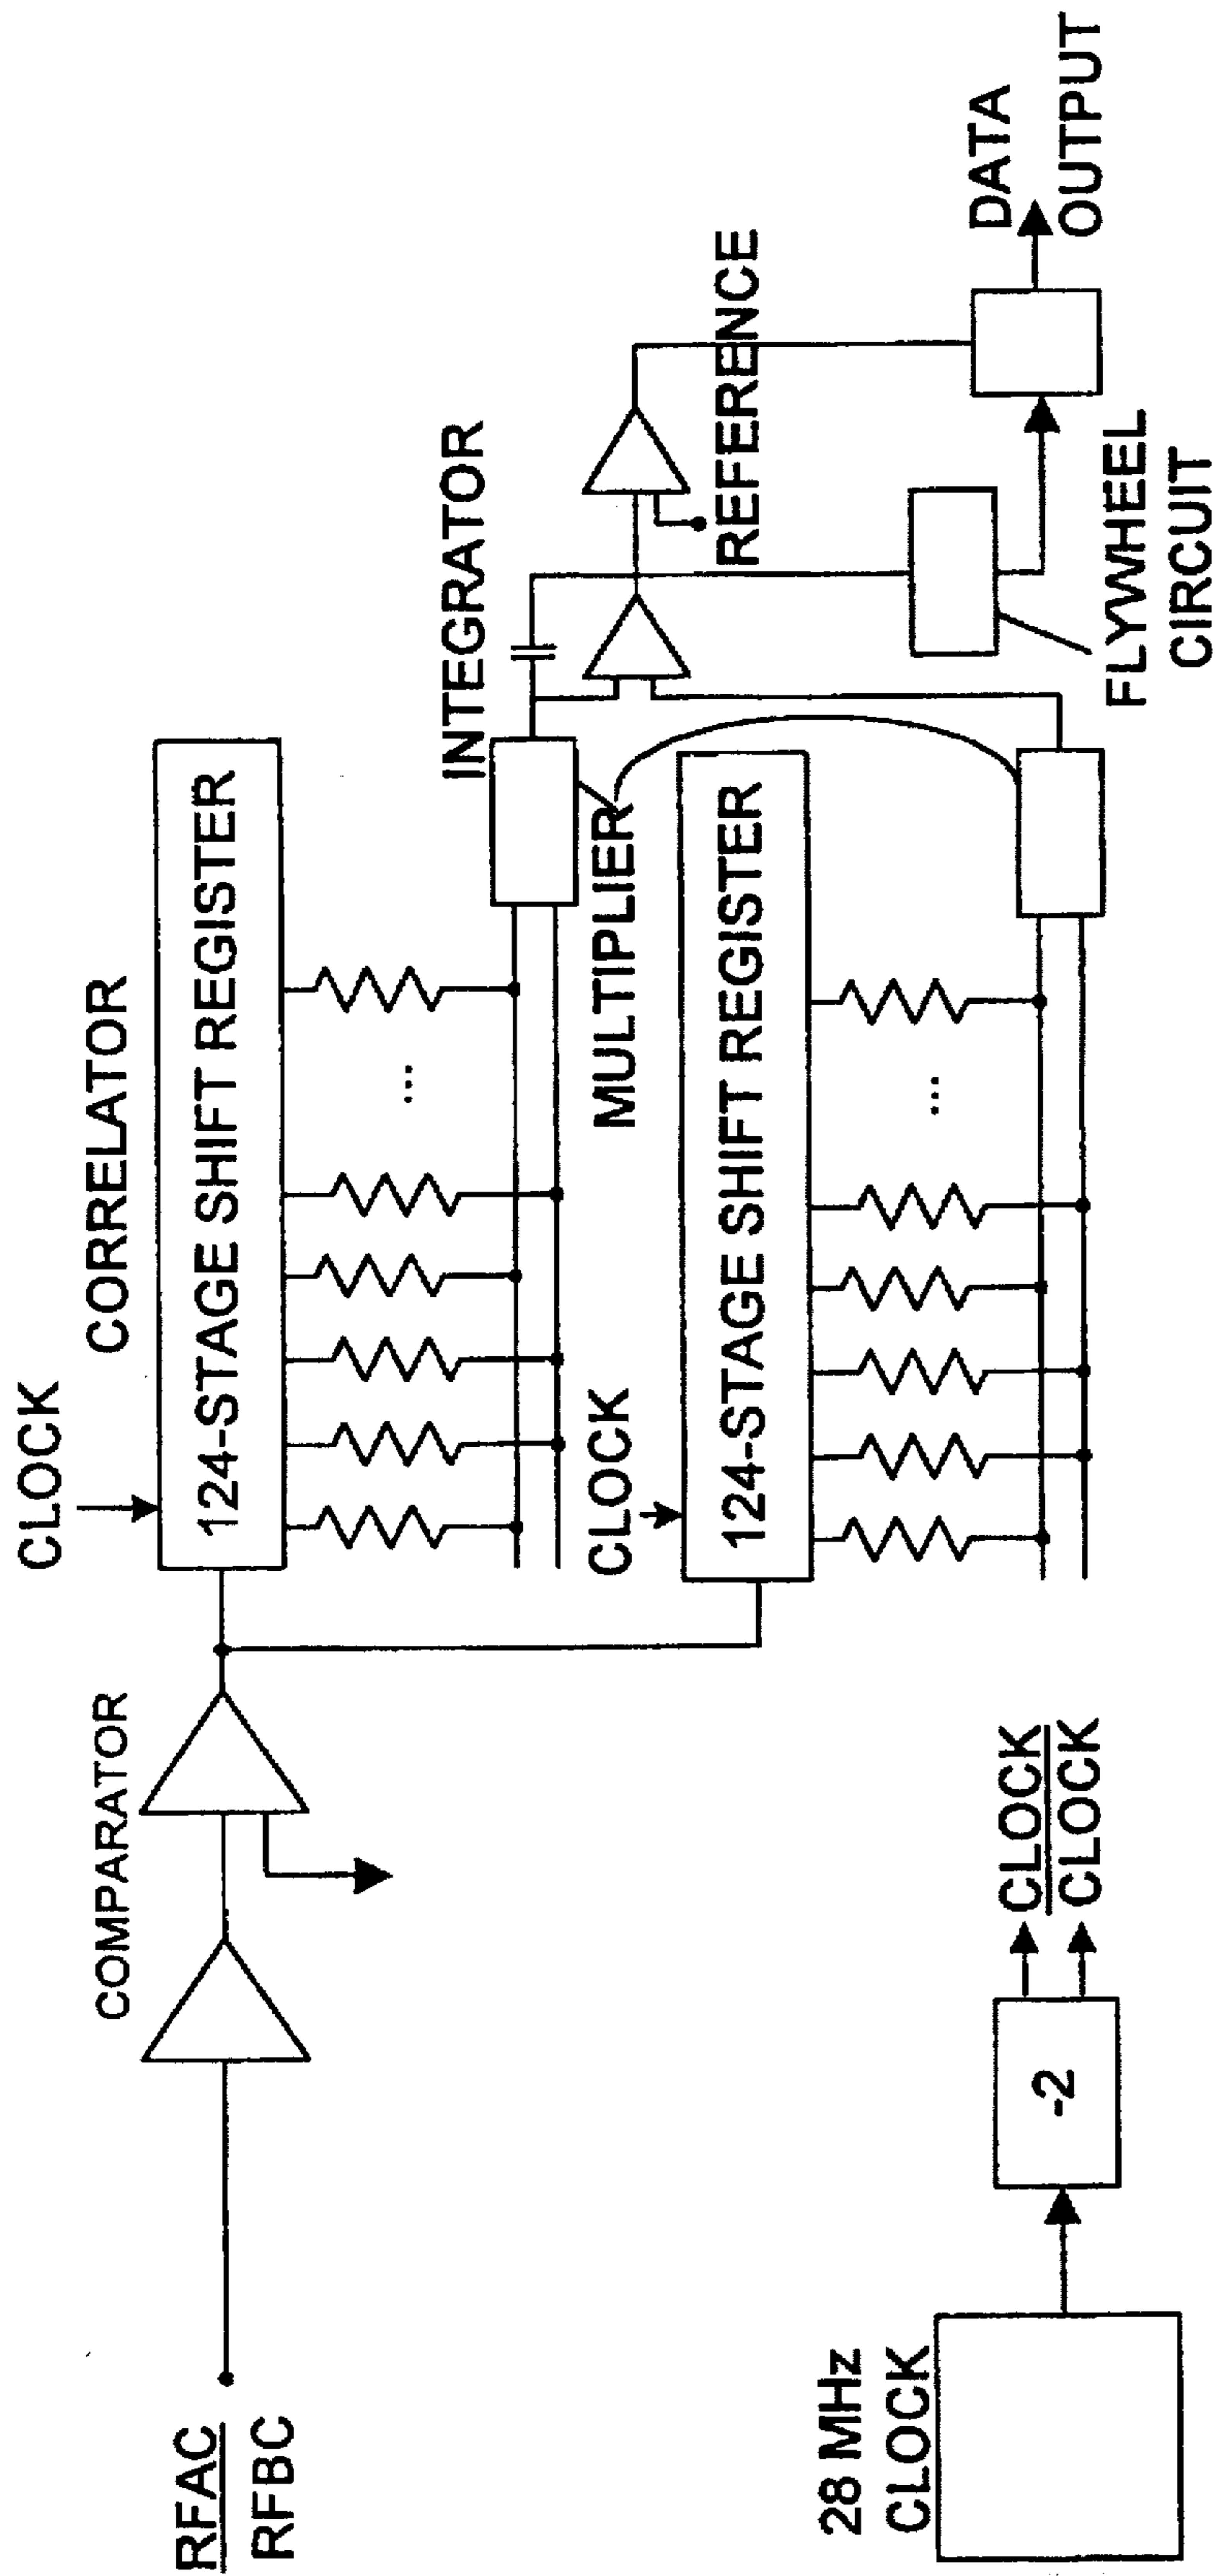 CLOCK
CORRELATOR
COMPARATOR
RFAC
RFBC
124-STAGE SHIFT REGISTER
...
INTEGRATOR
CLOCK
MULTIPLIER
124-STAGE SHIFT REGISTER
...
REFERENCE
28 MHz
CLOCK
-2
CLOCK
CLOCK
DATA
OUTPUT
FLYWHEEL
CIRCUIT